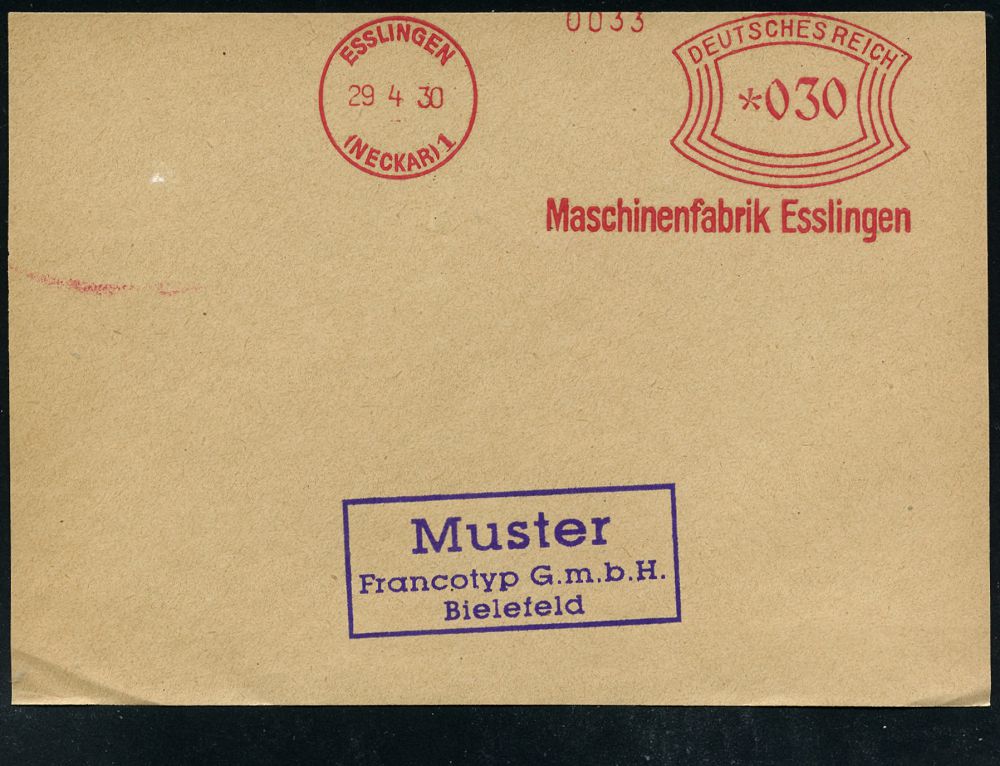 0033
ESSLINGEN
29 4 30
(NECKAR) 1
DEUTSCHES REICH
*030
Maschinenfabrik Esslingen
Muster
Francotyp G.m.b.H.
Bielefeld